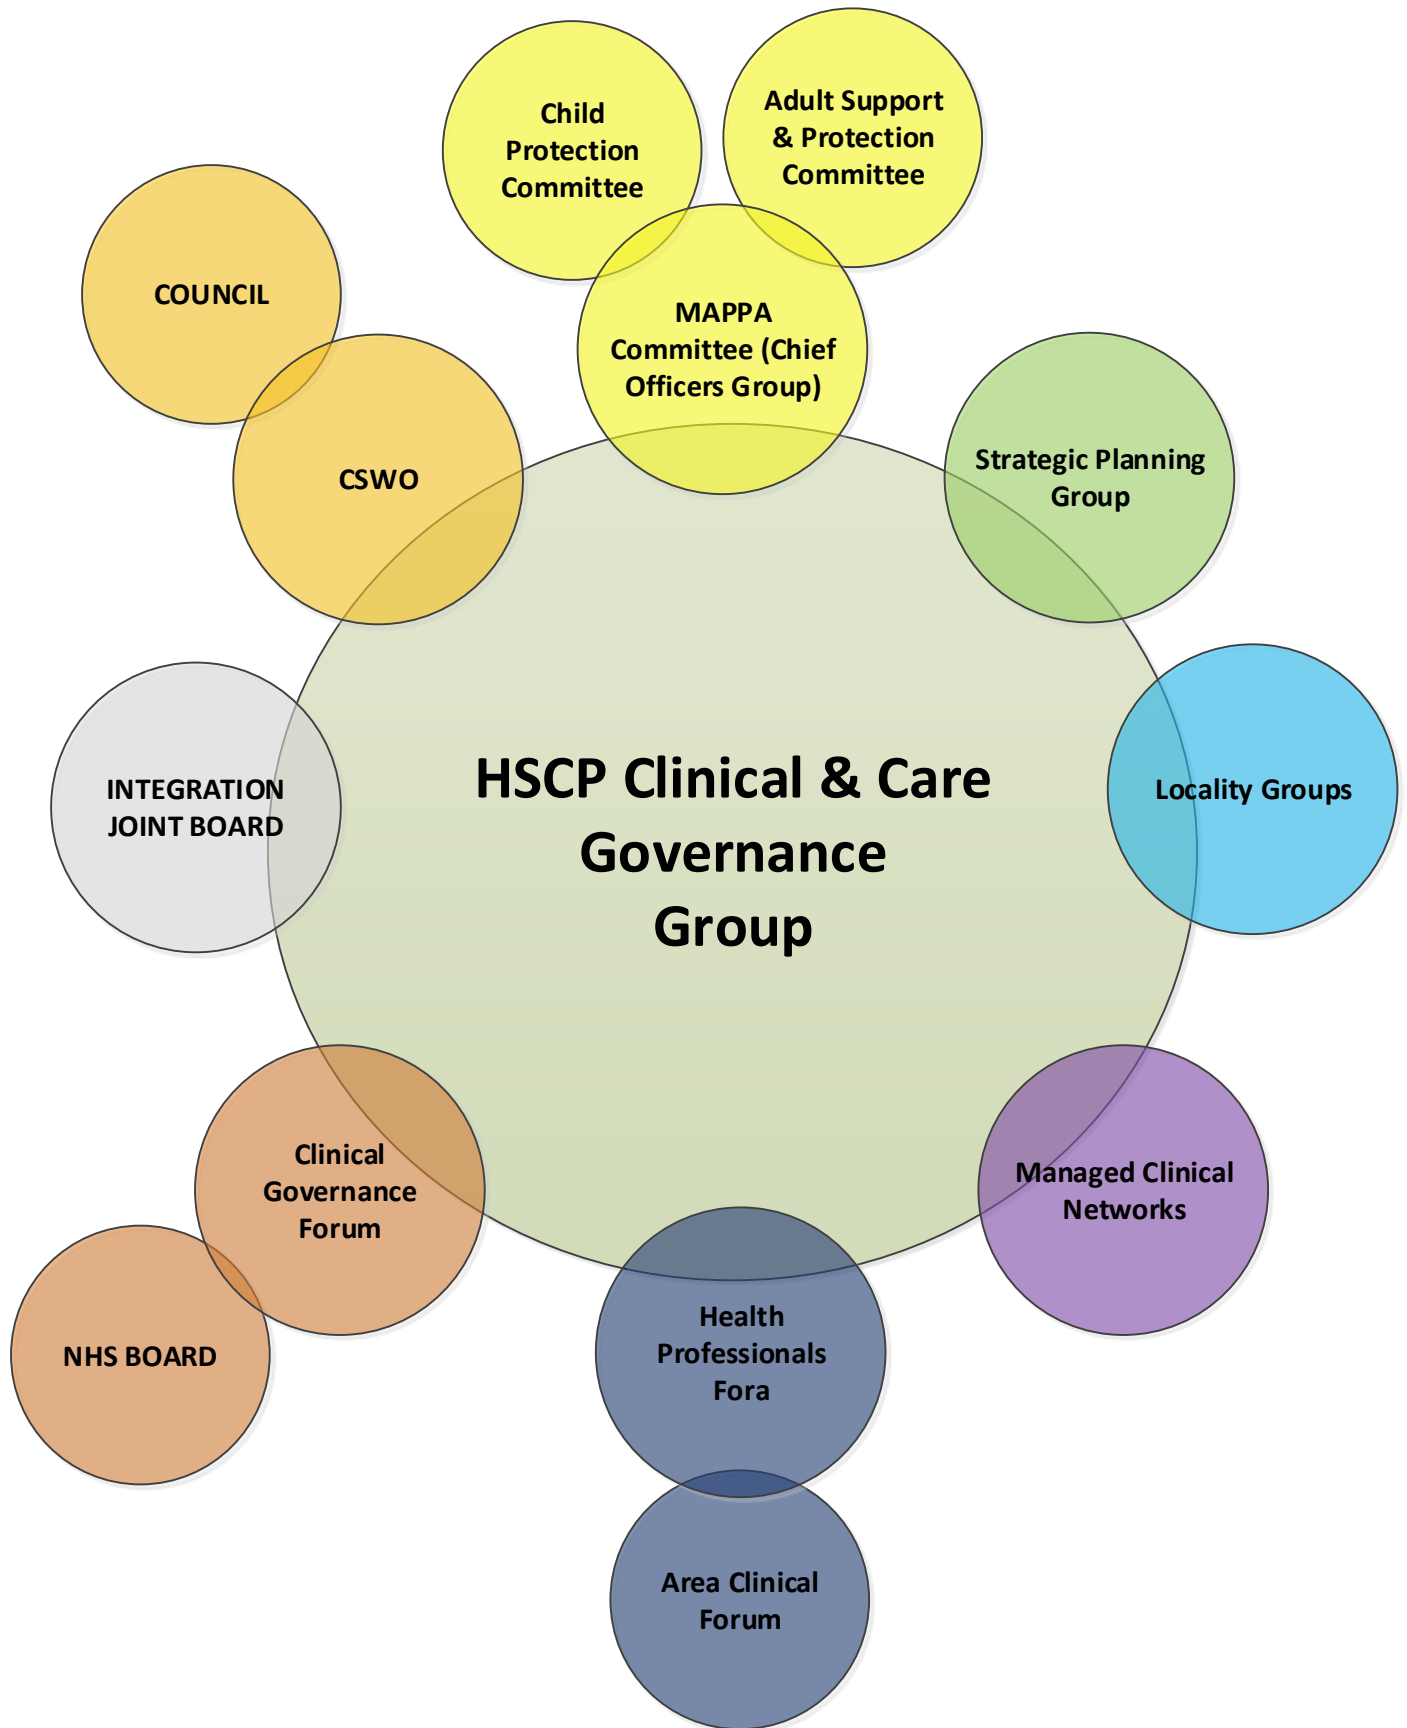 Child
Protection
Committee
Adult Support
& Protection
Committee
COUNCIL
MAPPA
Committee (Chief
Officers Group)
CSWO
Strategic Planning
Group
INTEGRATION
JOINT BOARD
HSCP Clinical & Care
Governance
Group
Locality Groups
Clinical
Governance
Forum
Managed Clinical
Networks
NHS BOARD
Health
Professionals
Fora
Area Clinical
Forum